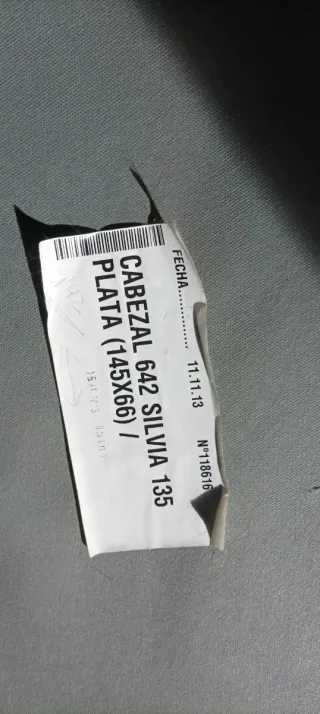 FECHA............... 11.11.13 Nº118616
CABEZAL 642 SILVIA 135
PLATA (145X66) /